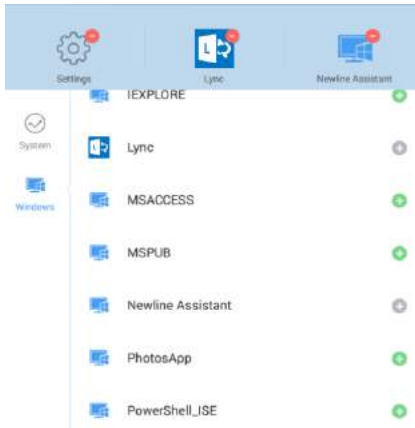 Settings Lync Newline Assistant
IEXPLORE
System
Lync
Windows
MSACCESS
MSPUB
Newline Assistant
PhotosApp
PowerShell_ISE